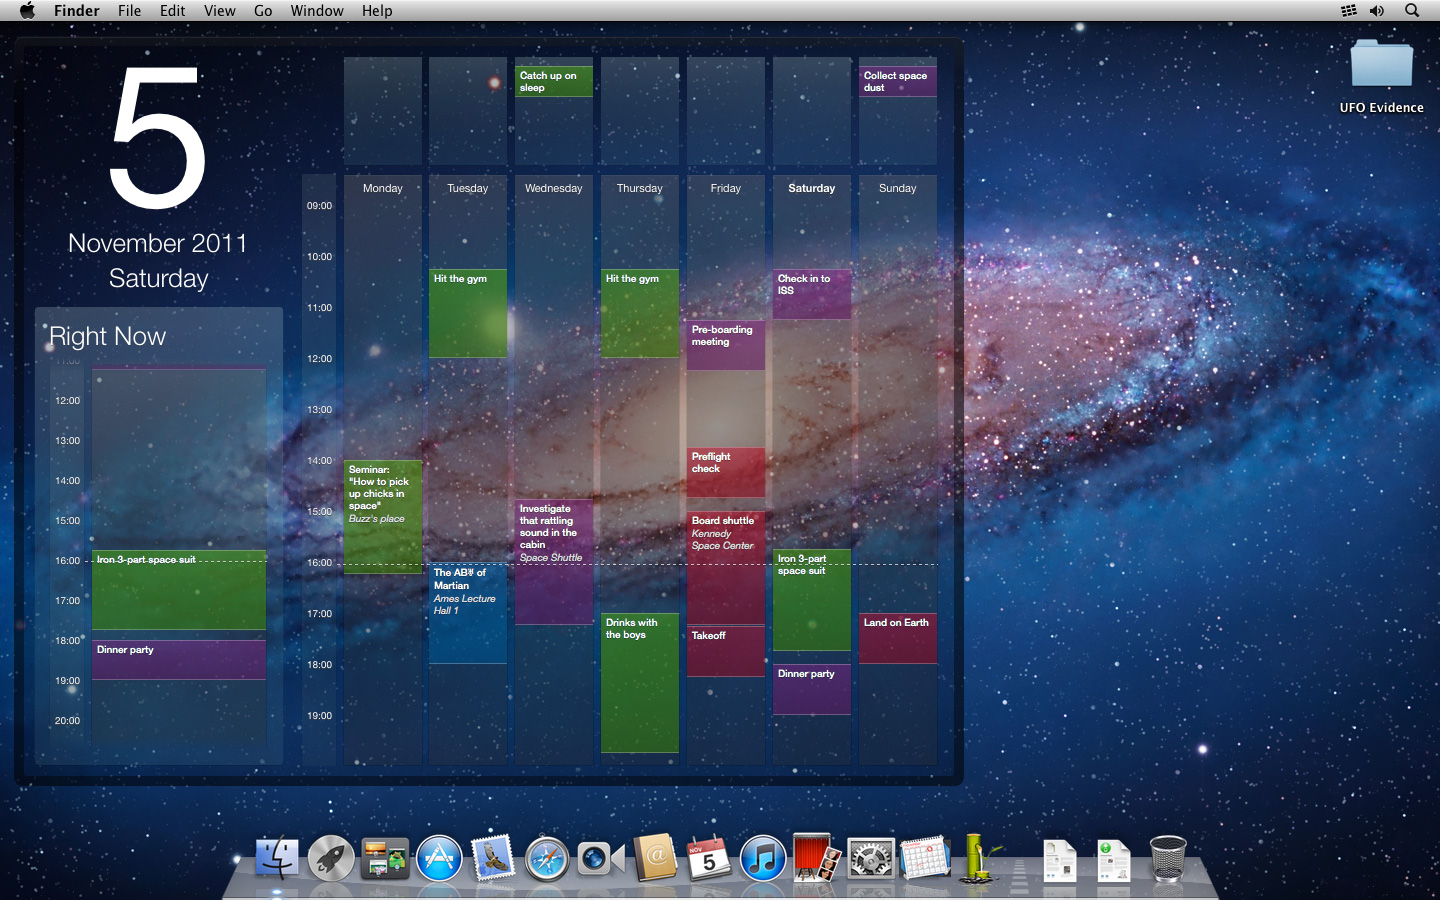 Finder File Edit View Go Window Help
UFO Evidence
5
November 2011
Saturday
Right Now
11:00
12:00
13:00
14:00
15:00
16:00
17:00
18:00
19:00
20:00
Iron 3-part space suit
Dinner party
Catch up on
sleep
Collect space
dust
Monday Tuesday Wednesday Thursday Friday Saturday Sunday
09:00
10:00
11:00
12:00
13:00
14:00
15:00
16:00
17:00
18:00
19:00
Seminar:
"How to pick
up chicks in
space"
Buzz's place
Hit the gym
The AB¥ of
Martian
Ames Lecture
Hall 1
Investigate
that rattling
sound in the
cabin
Space Shuttle
Hit the gym
Drinks with
the boys
Pre-boarding
meeting
Preflight
check
Board shuttle
Kennedy
Space Center
Takeoff
Check in to
ISS
Iron 3-part
space suit
Dinner party
Land on Earth
NOV
5